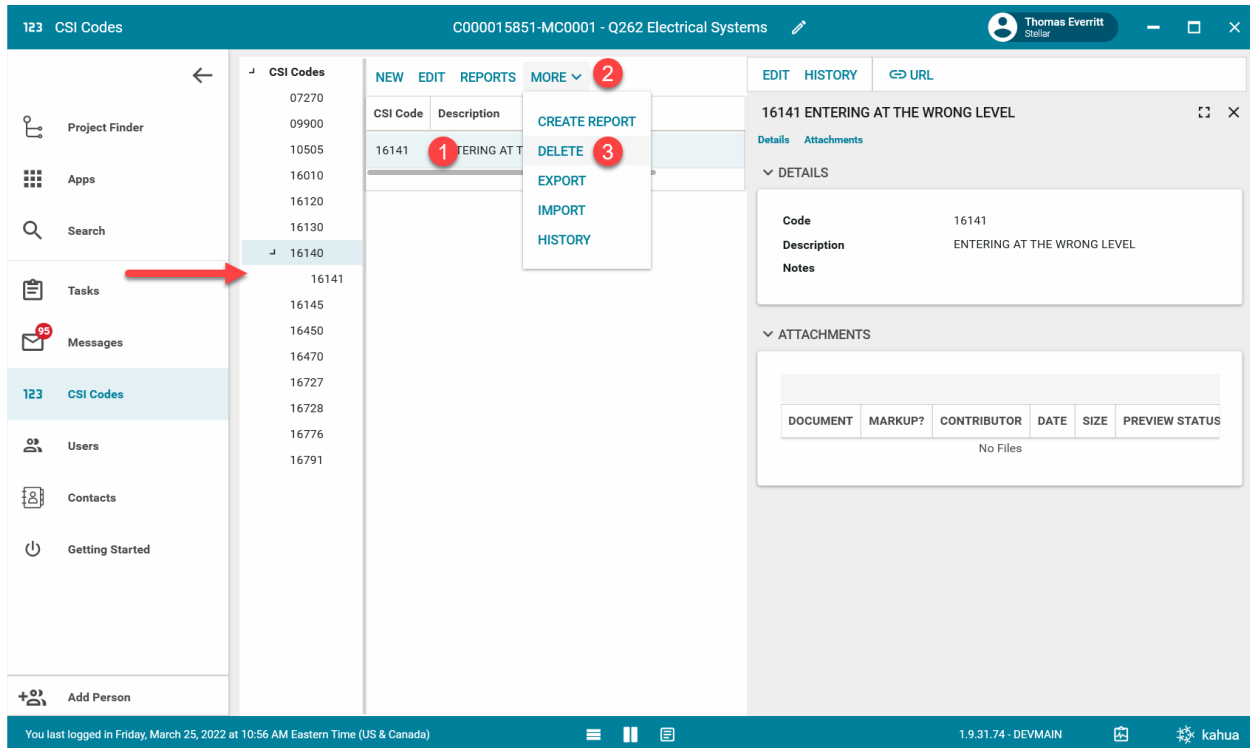 123 CSI Codes
C000015851-MC0001 - Q262 Electrical Systems
Thomas Everritt
Stellar
Project Finder
Apps
Search
Tasks
95
Messages
123 CSI Codes
Users
Contacts
Getting Started
Add Person
CSI Codes
07270
09900
10505
16010
16120
16130
16140
16141
16145
16450
16470
16727
16728
16776
16791
NEW EDIT REPORTS MORE 2
CSI Code Description
16141 1 TERING AT T
CREATE REPORT
DELETE 3
EXPORT
IMPORT
HISTORY
EDIT HISTORY URL
16141 ENTERING AT THE WRONG LEVEL
Details Attachments
DETAILS
Code 16141
Description ENTERING AT THE WRONG LEVEL
Notes
ATTACHMENTS
DOCUMENT MARKUP? CONTRIBUTOR DATE SIZE PREVIEW STATUS
No Files
You last logged in Friday, March 25, 2022 at 10:56 AM Eastern Time (US & Canada)
1.9.31.74 - DEVMAIN
kahua